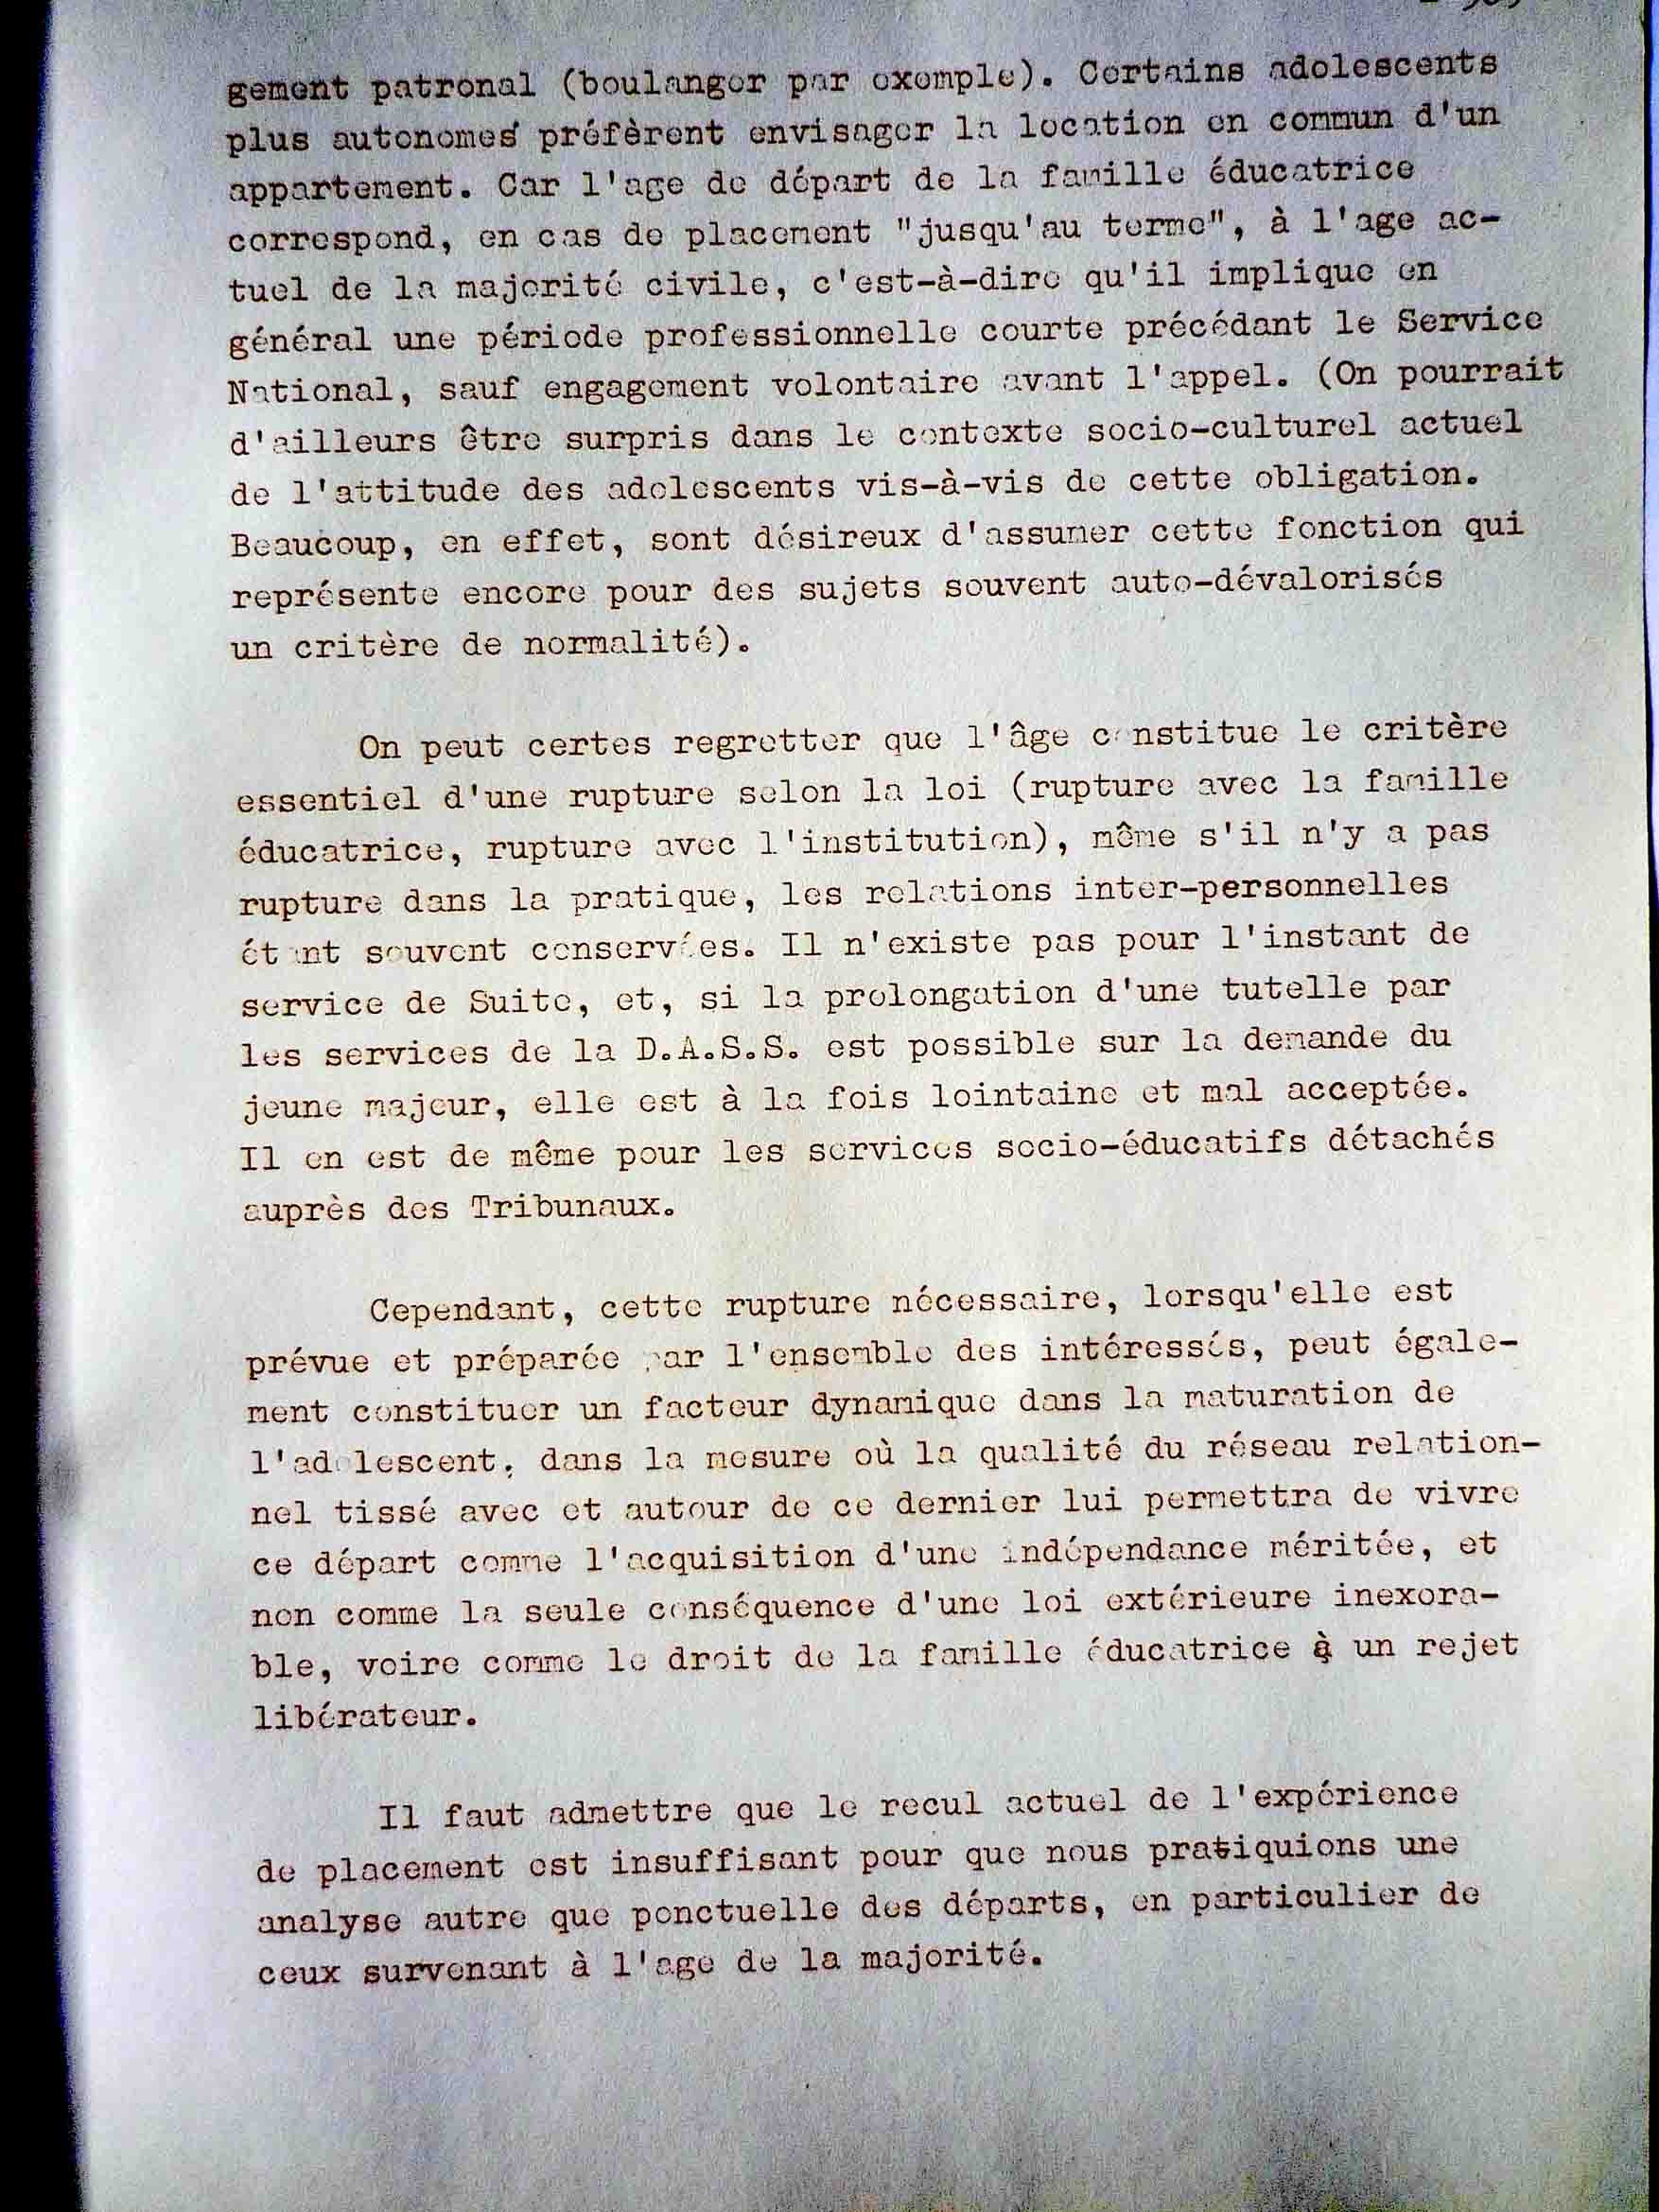 gement patronal (boulanger par exemple). Certains adolescents
plus autonomes préfèrent envisager la location en commun d'un
appartement. Car l'age de départ de la famille éducatrice
correspond, en cas de placement "jusqu'au terme", à l'age ac-
tuel de la majorité civile, c'est-à-dire qu'il implique en
général une période professionnelle courte précédant le Service
National, sauf engagement volontaire avant l'appel. (On pourrait
d'ailleurs être surpris dans le contexte socio-culturel actuel
de l'attitude des adolescents vis-à-vis de cette obligation.
Beaucoup, en effet, sont désireux d'assumer cette fonction qui
représente encore pour des sujets souvent auto-dévalorisés
un critère de normalité).
On peut certes regretter que l'âge constitue le critère
essentiel d'une rupture selon la loi (rupture avec la famille
éducatrice, rupture avec l'institution), même s'il n'y a pas
rupture dans la pratique, les relations inter-personnelles
étant souvent conservées. Il n'existe pas pour l'instant de
service de Suite, et, si la prolongation d'une tutelle par
les services de la D.A.S.S. est possible sur la demande du
jeune majeur, elle est à la fois lointaine et mal acceptée.
Il en est de même pour les services socio-éducatifs détachés
auprès des Tribunaux.
Cependant, cette rupture nécessaire, lorsqu'elle est
prévue et préparée par l'ensemble des intéressés, peut égale-
ment constituer un facteur dynamique dans la maturation de
l'adolescent, dans la mesure où la qualité du réseau relation-
nel tissé avec et autour de ce dernier lui permettra de vivre
ce départ comme l'acquisition d'une indépendance méritée, et
non comme la seule conséquence d'une loi extérieure inexora-
ble, voire comme le droit de la famille éducatrice à un rejet
libérateur.
Il faut admettre que le recul actuel de l'expérience
de placement est insuffisant pour que nous pratiquions une
analyse autre que ponctuelle des départs, en particulier de
ceux survenant à l'age de la majorité.